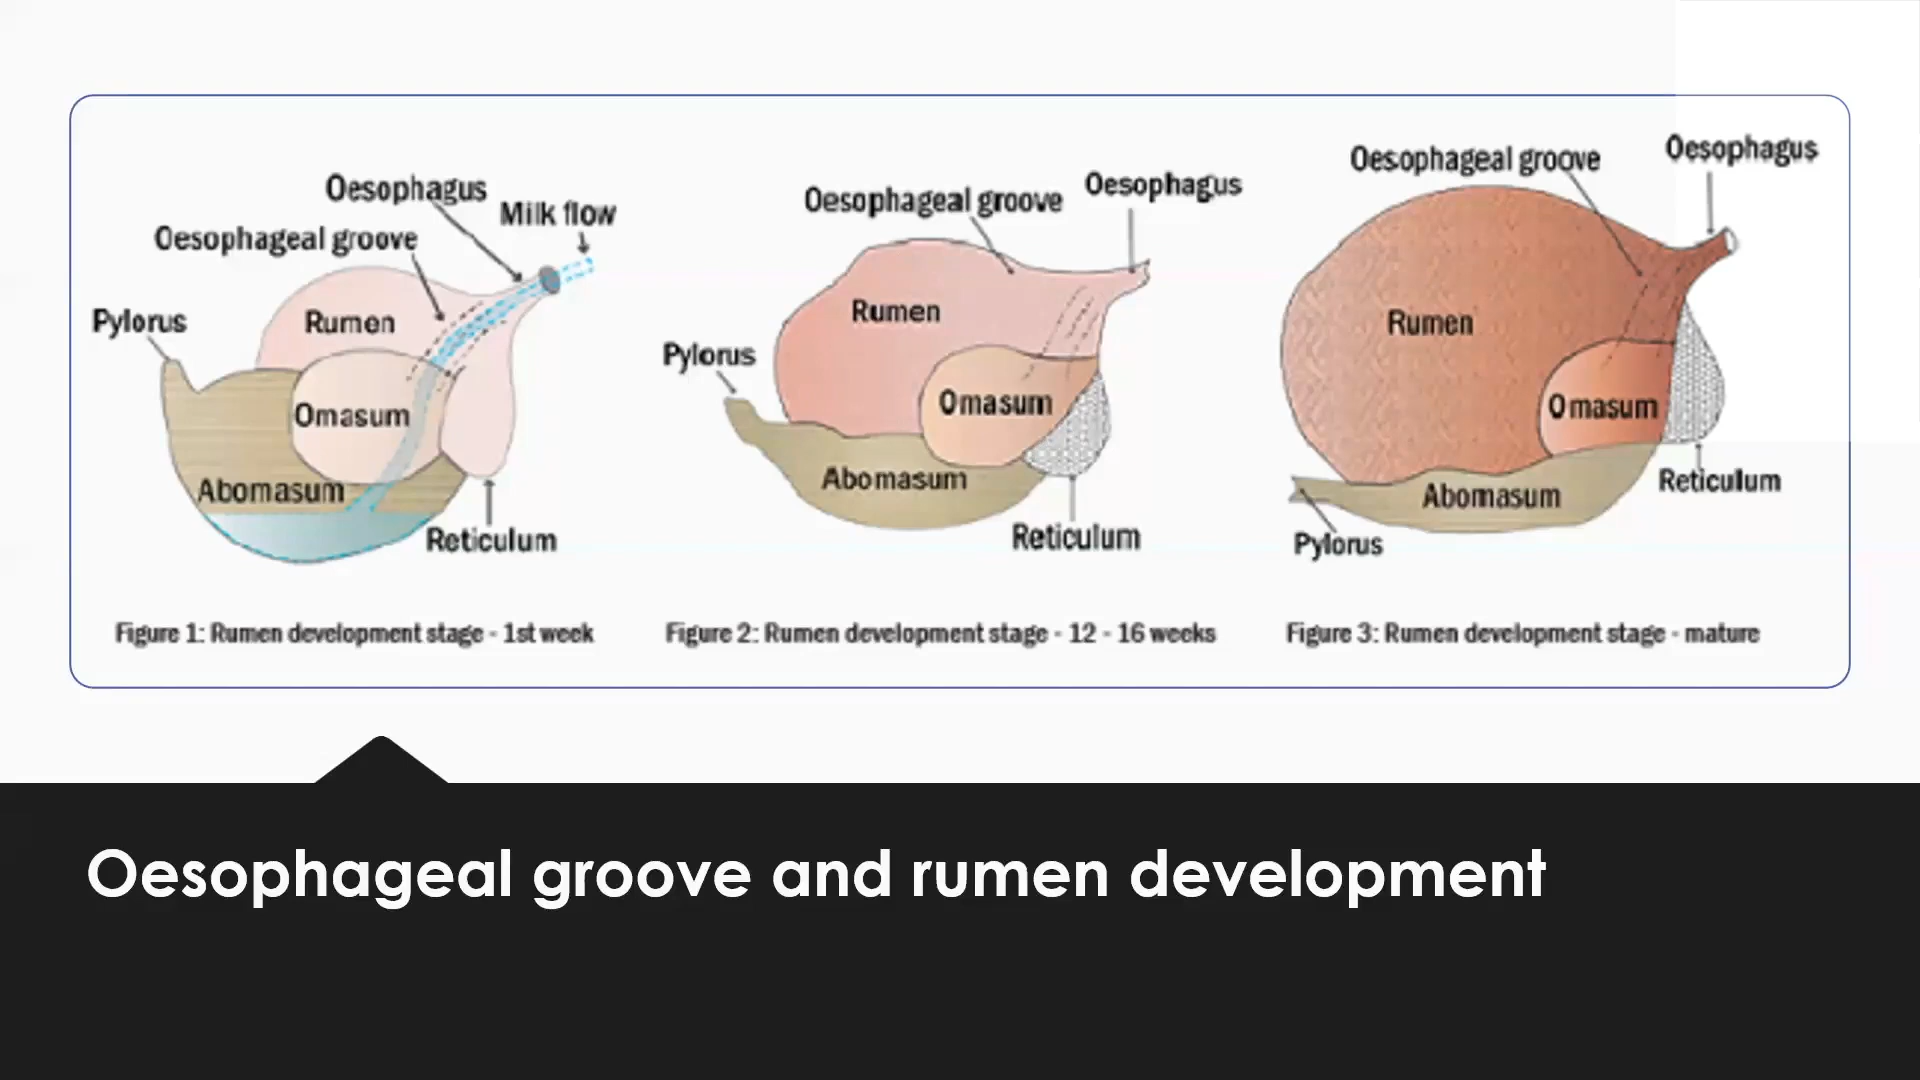 Oesophagus
Milk flow
Oesophageal groove
Pylorus
Rumen
Omasum
Abomasum
Reticulum
Figure 1: Rumen development stage - 1st week
Oesophageal groove
Oesophagus
Rumen
Pylorus
Omasum
Abomasum
Reticulum
Figure 2: Rumen development stage - 12 - 16 weeks
Oesophageal groove
Oesophagus
Rumen
Omasum
Reticulum
Abomasum
Pylorus
Figure 3: Rumen development stage - mature
Oesophageal groove and rumen development